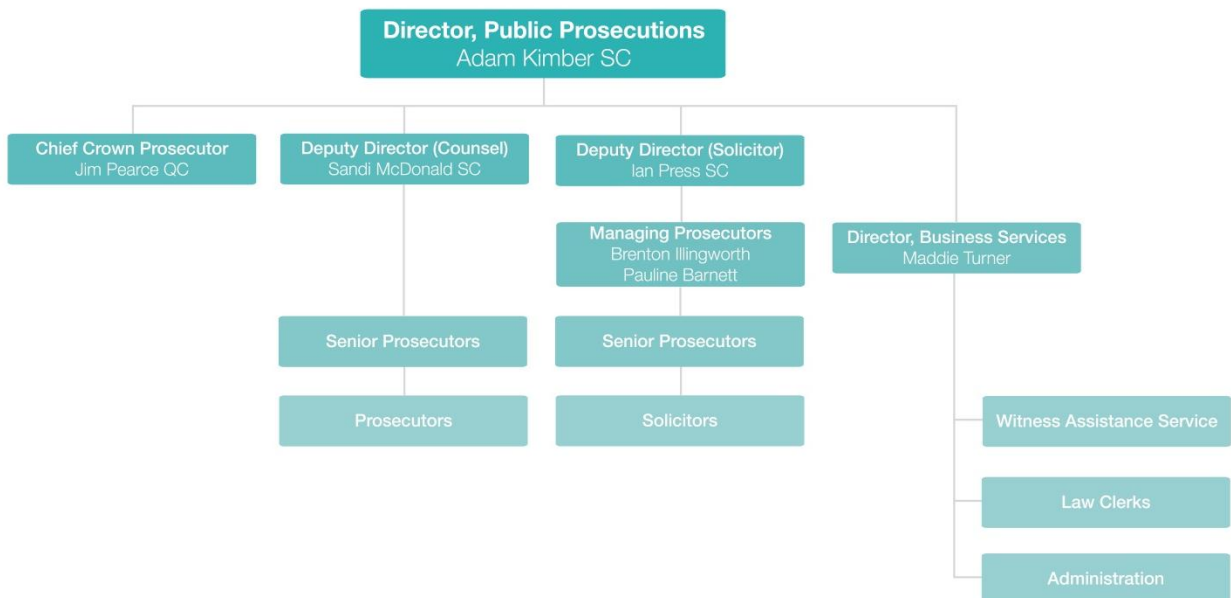 Director, Public Prosecutions
Adam Kimber SC
Chief Crown Prosecutor
Jim Pearce QC
Deputy Director (Counsel)
Sandi McDonald SC
Deputy Director (Solicitor)
Ian Press SC
Managing Prosecutors
Brenton Illingworth
Pauline Barnett
Director, Business Services
Maddie Turner
Senior Prosecutors
Senior Prosecutors
Prosecutors
Solicitors
Witness Assistance Service
Law Clerks
Administration